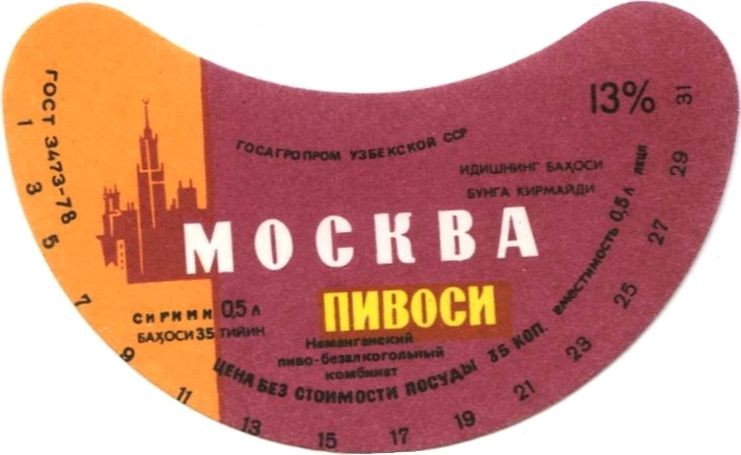 ГОСТ 3473-78
13%
ГОСАГРОПРОМ УЗБЕКСКОЙ ССР
ИДИШНИНГ БАҲОСИ
БУНГА КИРМАЙДИ
МОСКВА
ПИВОСИ
СИҒИМИ 0,5 л
БАҲОСИ 35 ТИЙИН
Наманганский
пиво-безалкогольный
комбинат
ЦЕНА БЕЗ СТОИМОСТИ ПОСУДЫ 35 КОП. ВМЕСТИМОСТЬ 0,5 л
1 3 5 7 9 11 13 15 17 19 21 23 25 27 29 31